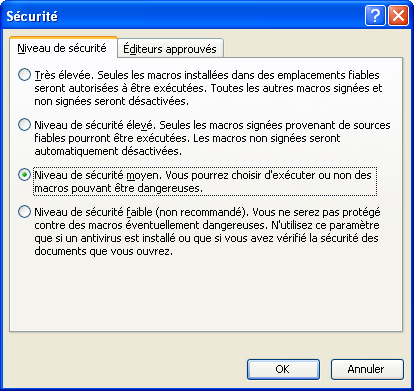 Sécurité
Niveau de sécurité
Éditeurs approuvés
Très élevée. Seules les macros installées dans des emplacements fiables
seront autorisées à être exécutées. Toutes les autres macros signées et
non signées seront désactivées.
Niveau de sécurité élevé. Seules les macros signées provenant de sources
fiables pourront être exécutées. Les macros non signées seront
automatiquement désactivées.
Niveau de sécurité moyen. Vous pourrez choisir d'exécuter ou non des
macros pouvant être dangereuses.
Niveau de sécurité faible (non recommandé). Vous ne serez pas protégé
contre des macros éventuellement dangereuses. N'utilisez ce paramètre
que si un antivirus est installé ou que si vous avez vérifié la sécurité des
documents que vous ouvrez.
OK
Annuler